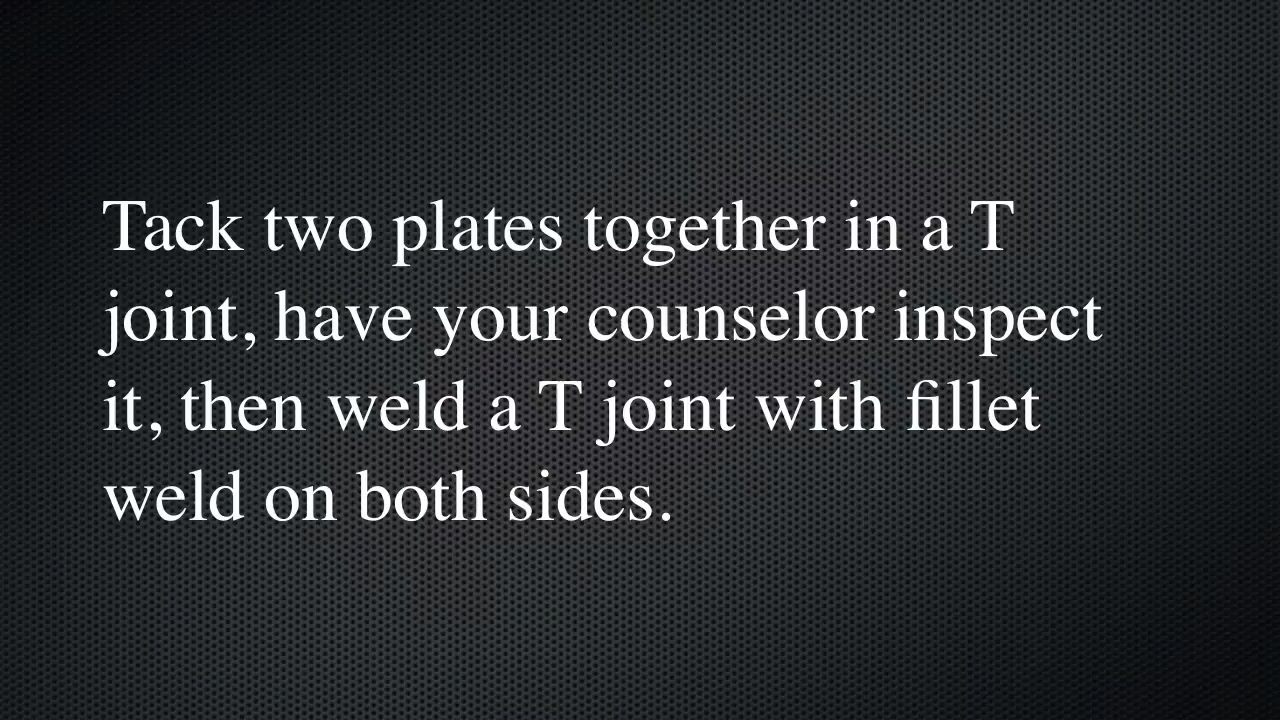 Tack two plates together in a T
joint, have your counselor inspect
it, then weld a T joint with fillet
weld on both sides.